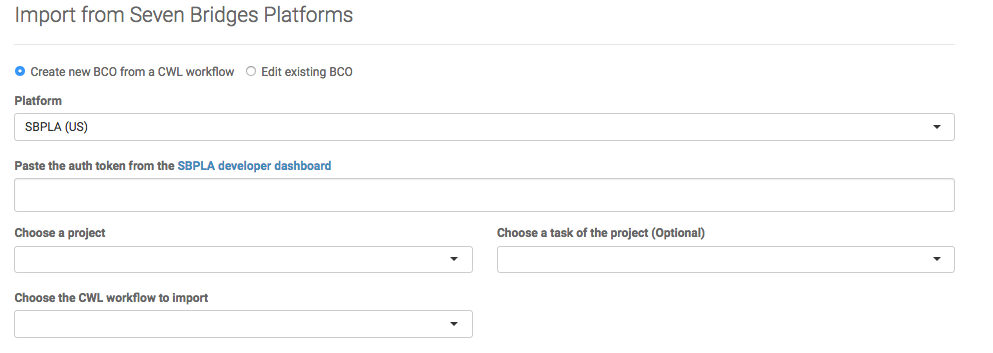 Import from Seven Bridges Platforms
Create new BCO from a CWL workflow Edit existing BCO
Platform
SBPLA (US)
Paste the auth token from the SBPLA developer dashboard
Choose a project Choose a task of the project (Optional)
Choose the CWL workflow to import